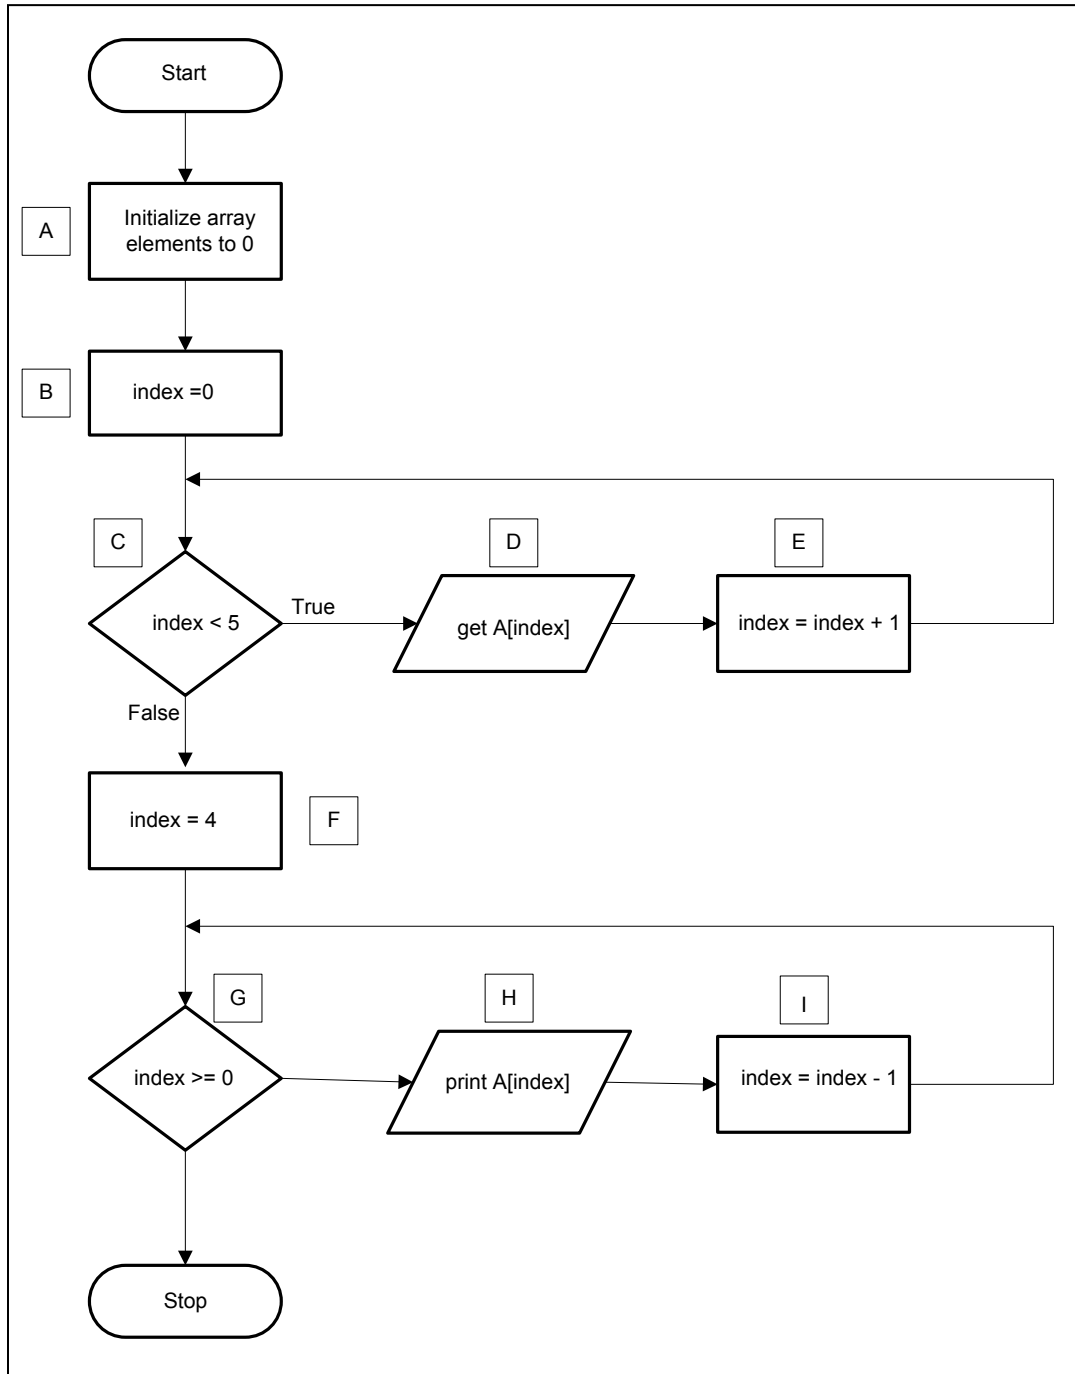 Start
A
Initialize array
elements to 0
B
index =0
C
D
E
index < 5
True
get A[index]
index = index + 1
False
index = 4
F
G
H
I
index >= 0
print A[index]
index = index - 1
Stop